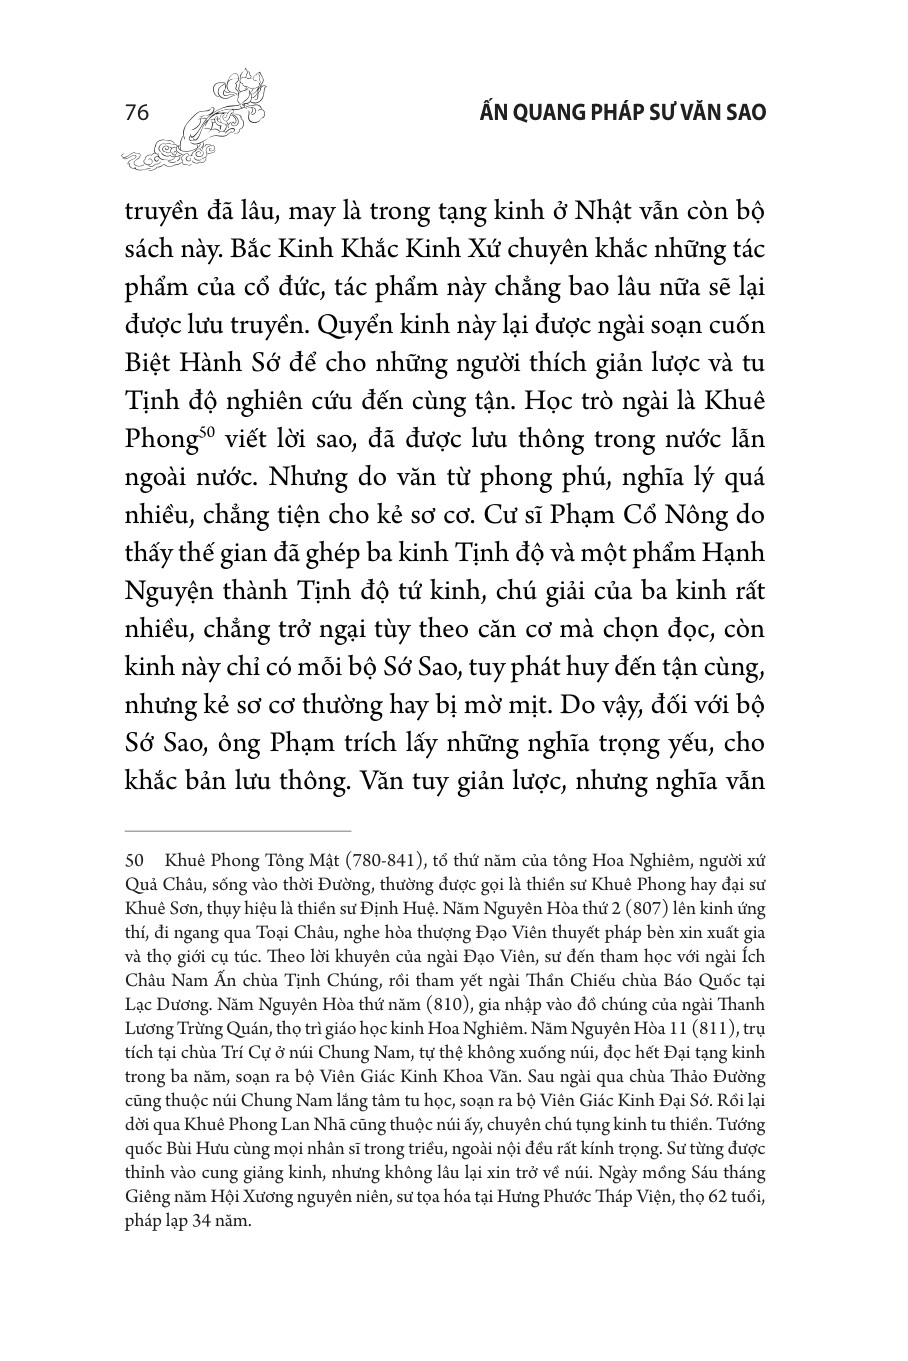 76
ẤN QUANG PHÁP SƯ VĂN SAO
truyền đã lâu, may là trong tạng kinh ở Nhật vẫn còn bộ
sách này. Bắc Kinh Khắc Kinh Xứ chuyên khắc những tác
phẩm của cổ đức, tác phẩm này chẳng bao lâu nữa sẽ lại
được lưu truyền. Quyển kinh này lại được ngài soạn cuốn
Biệt Hành Sớ để cho những người thích giản lược và tu
Tịnh độ nghiên cứu đến cùng tận. Học trò ngài là Khuê
Phong50 viết lời sao, đã được lưu thông trong nước lẫn
ngoài nước. Nhưng do văn từ phong phú, nghĩa lý quá
nhiều, chẳng tiện cho kẻ sơ cơ. Cư sĩ Phạm Cổ Nông do
thấy thế gian đã ghép ba kinh Tịnh độ và một phẩm Hạnh
Nguyện thành Tịnh độ tứ kinh, chú giải của ba kinh rất
nhiều, chẳng trở ngại tùy theo căn cơ mà chọn đọc, còn
kinh này chỉ có mỗi bộ Sớ Sao, tuy phát huy đến tận cùng,
nhưng kẻ sơ cơ thường hay bị mờ mịt. Do vậy, đối với bộ
Sớ Sao, ông Phạm trích lấy những nghĩa trọng yếu, cho
khắc bản lưu thông. Văn tuy giản lược, nhưng nghĩa vẫn
50 Khuê Phong Tông Mật (780-841), tổ thứ năm của tông Hoa Nghiêm, người xứ
Quả Châu, sống vào thời Đường, thường được gọi là thiền sư Khuê Phong hay đại sư
Khuê Sơn, thụy hiệu là thiền sư Định Huệ. Năm Nguyên Hòa thứ 2 (807) lên kinh ứng
thí, đi ngang qua Toại Châu, nghe hòa thượng Đạo Viên thuyết pháp bèn xin xuất gia
và thọ giới cụ túc. Theo lời khuyên của ngài Đạo Viên, sư đến tham học với ngài Ích
Châu Nam Ấn chùa Tịnh Chúng, rồi tham yết ngài Thần Chiếu chùa Báo Quốc tại
Lạc Dương. Năm Nguyên Hòa thứ năm (810), gia nhập vào đồ chúng của ngài Thanh
Lương Trừng Quán, thọ trì giáo học kinh Hoa Nghiêm. Năm Nguyên Hòa 11 (811), trụ
tích tại chùa Trí Cự ở núi Chung Nam, tự thệ không xuống núi, đọc hết Đại tạng kinh
trong ba năm, soạn ra bộ Viên Giác Kinh Khoa Văn. Sau ngài qua chùa Thảo Đường
cũng thuộc núi Chung Nam lắng tâm tu học, soạn ra bộ Viên Giác Kinh Đại Sớ. Rồi lại
dời qua Khuê Phong Lan Nhã cũng thuộc núi ấy, chuyên chú tụng kinh tu thiền. Tướng
quốc Bùi Hưu cùng mọi nhân sĩ trong triều, ngoài nội đều rất kính trọng. Sư từng được
thỉnh vào cung giảng kinh, nhưng không lâu lại xin trở về núi. Ngày mồng Sáu tháng
Giêng năm Hội Xương nguyên niên, sư tọa hóa tại Hưng Phước Tháp Viện, thọ 62 tuổi,
pháp lạp 34 năm.